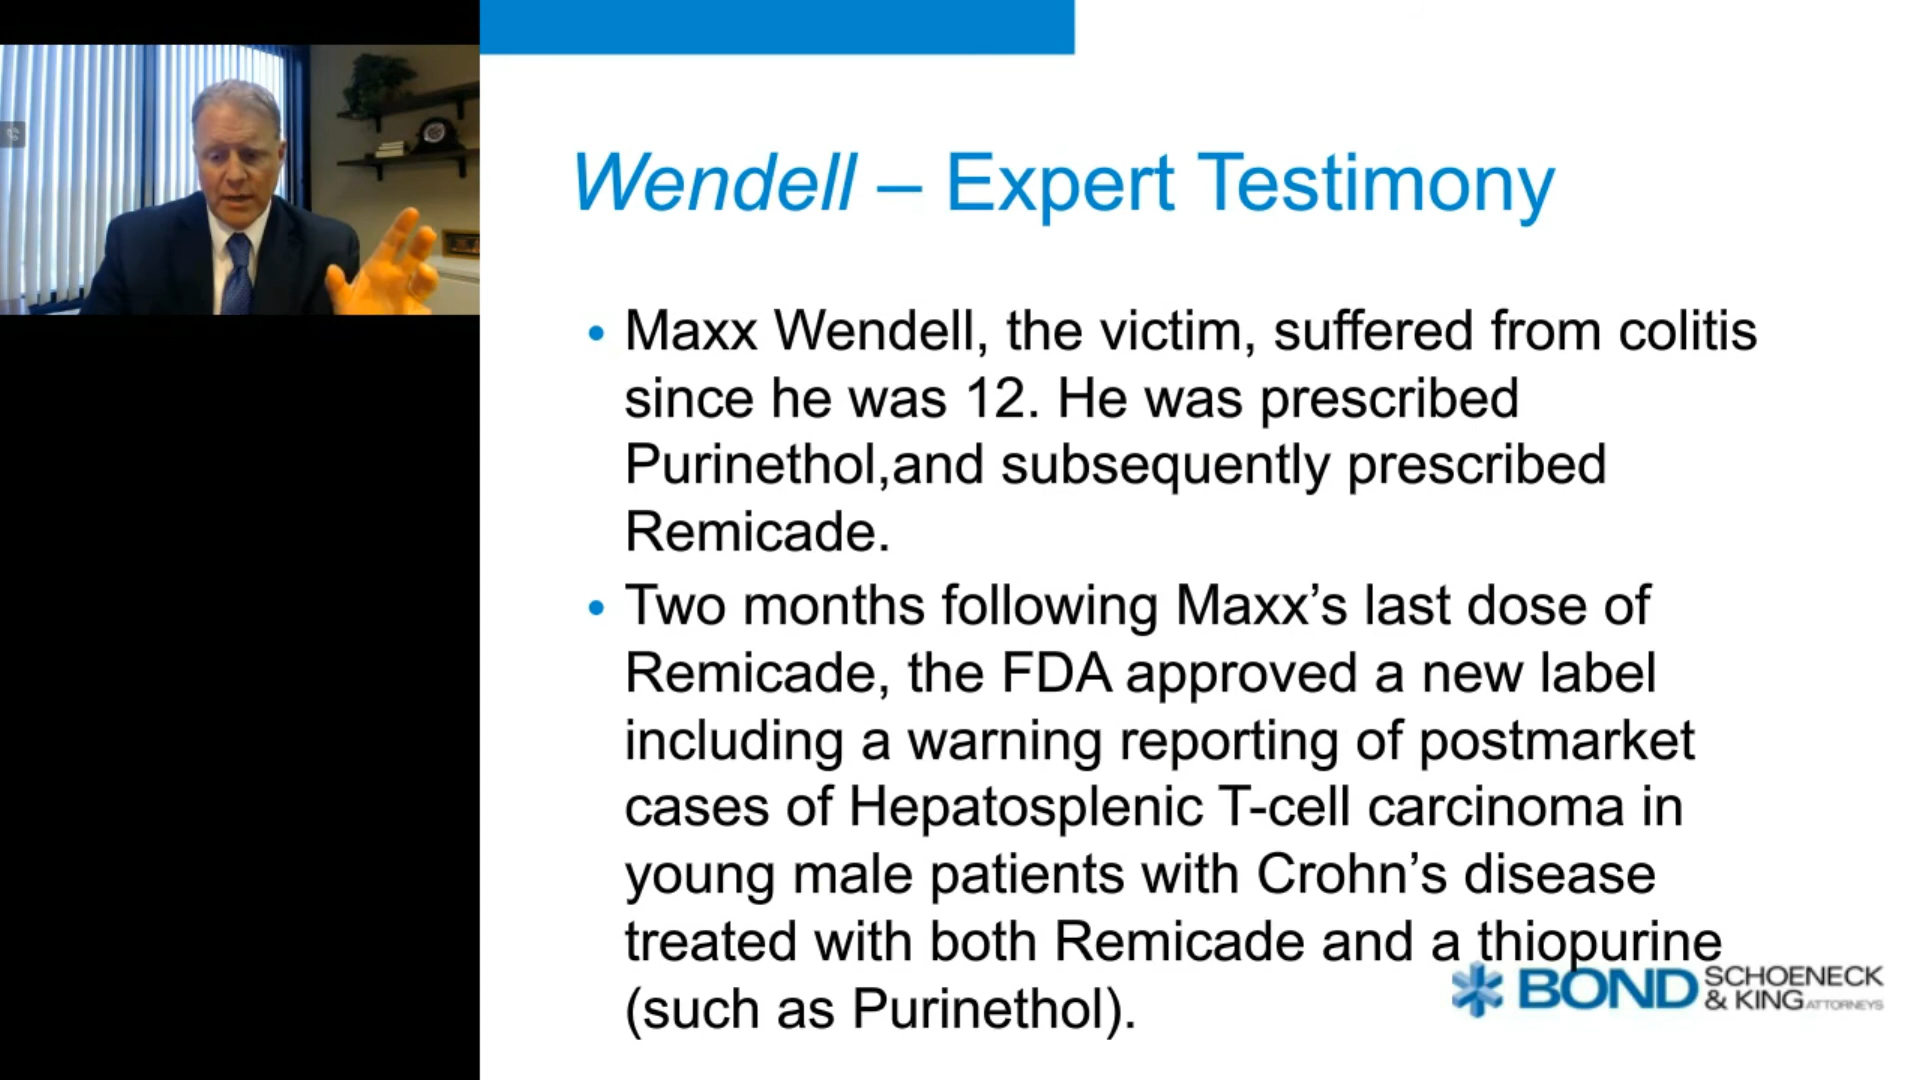 Wendell – Expert Testimony
• Maxx Wendell, the victim, suffered from colitis
since he was 12. He was prescribed
Purinethol,and subsequently prescribed
Remicade.
• Two months following Maxx’s last dose of
Remicade, the FDA approved a new label
including a warning reporting of postmarket
cases of Hepatosplenic T-cell carcinoma in
young male patients with Crohn’s disease
treated with both Remicade and a thiopurine
(such as Purinethol).
BOND SCHOENECK
& KING ATTORNEYS